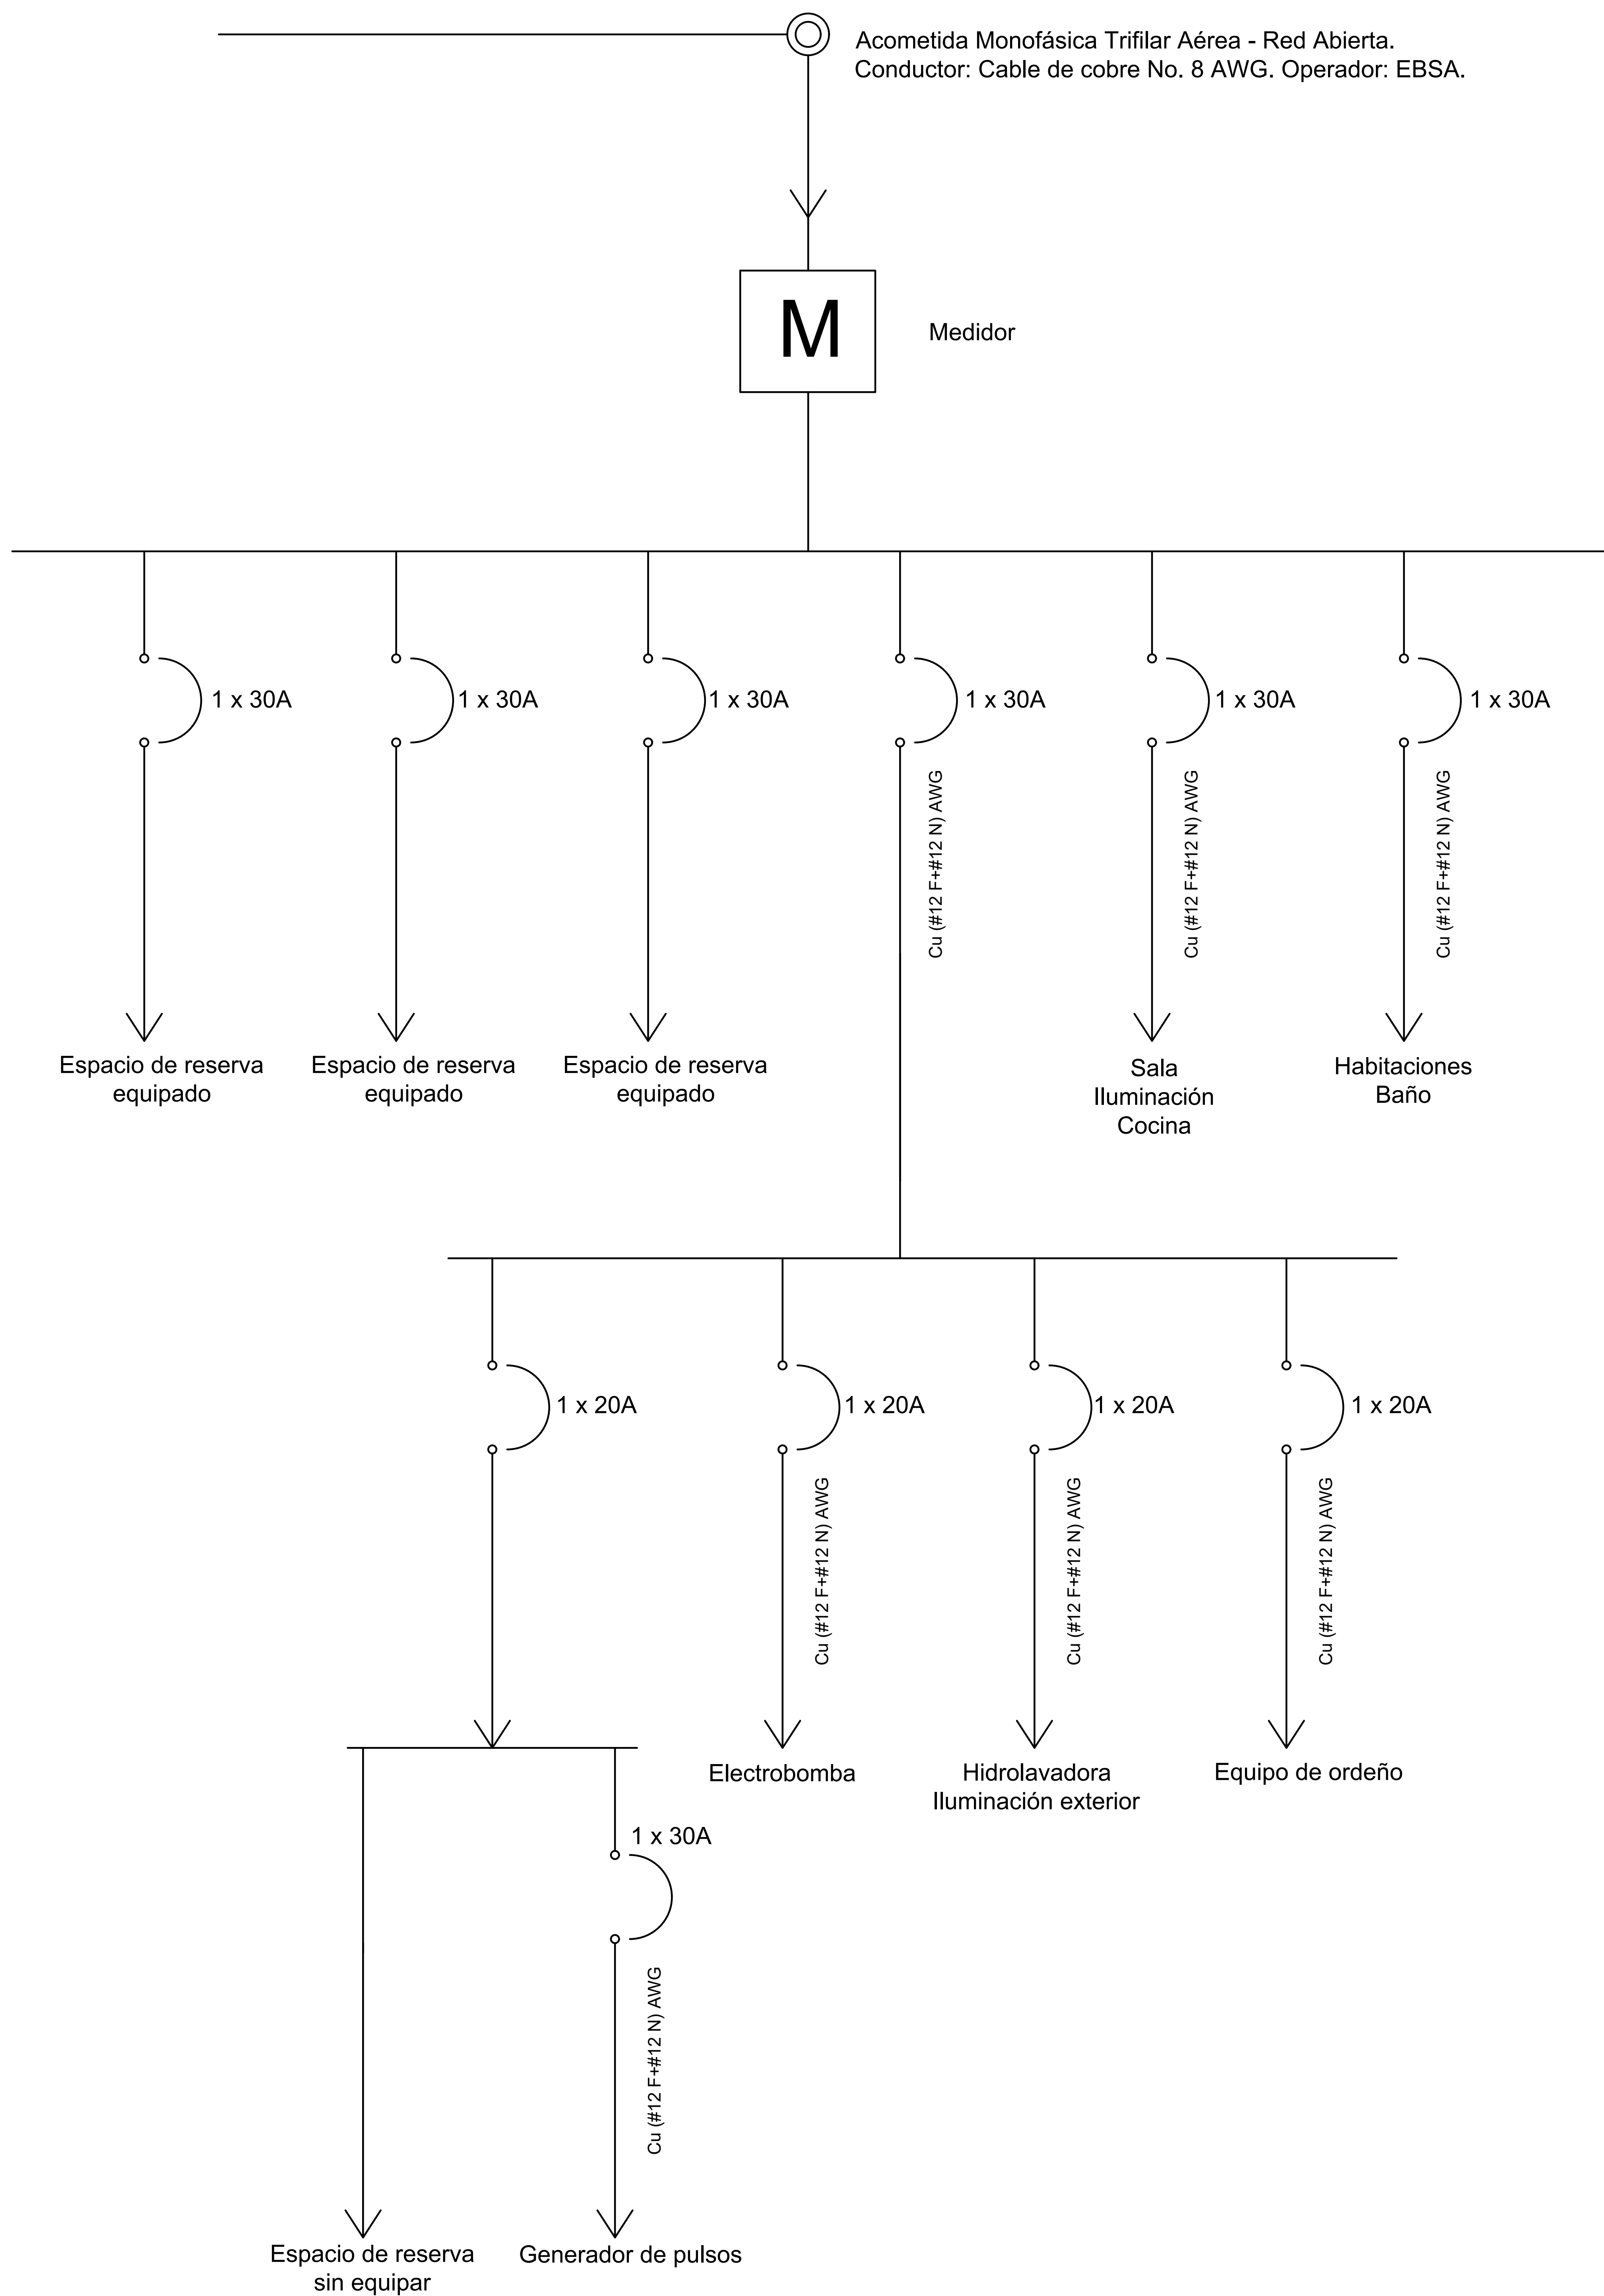 Acometida Monofásica Trifilar Aérea - Red Abierta.
Conductor: Cable de cobre No. 8 AWG. Operador: EBSA.
M
Medidor
1 x 30A
1 x 30A
1 x 30A
1 x 30A
1 x 30A
1 x 30A
Cu (#12 F+#12 N) AWG
Cu (#12 F+#12 N) AWG
Cu (#12 F+#12 N) AWG
Espacio de reserva
equipado
Espacio de reserva
equipado
Espacio de reserva
equipado
Sala
Iluminación
Cocina
Habitaciones
Baño
1 x 20A
1 x 20A
1 x 20A
1 x 20A
Cu (#12 F+#12 N) AWG
Cu (#12 F+#12 N) AWG
Cu (#12 F+#12 N) AWG
Electrobomba
Hidrolavadora
Iluminación exterior
Equipo de ordeño
1 x 30A
Cu (#12 F+#12 N) AWG
Espacio de reserva
sin equipar
Generador de pulsos